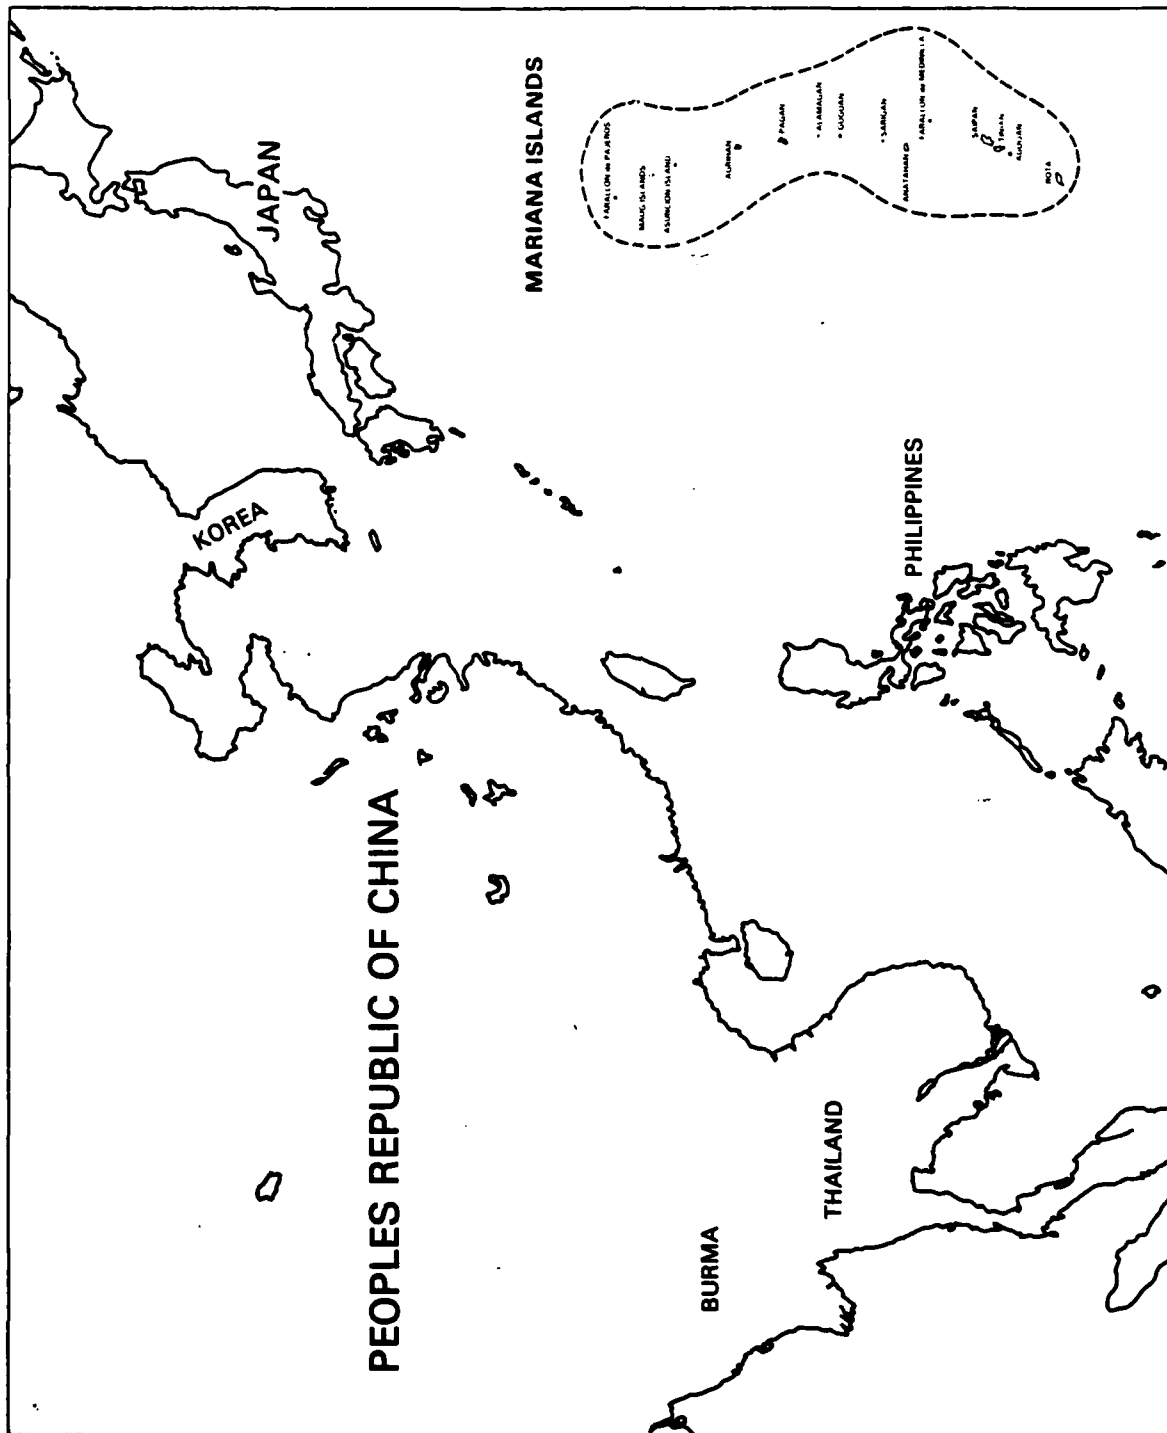 JAPAN
KOREA
PEOPLES REPUBLIC OF CHINA
MARIANA ISLANDS
FARALLON de PAJEROS
MAUG ISLANDS
ASUNCION ISLAND
AGRIHAN
PAGAN
ALAMAGAN
GUGUAN
SARIGAN
ANATAHAN
FARALLON de MEDINILLA
SAIPAN
TINIAN
AGUIJAN
ROTA
PHILIPPINES
THAILAND
BURMA